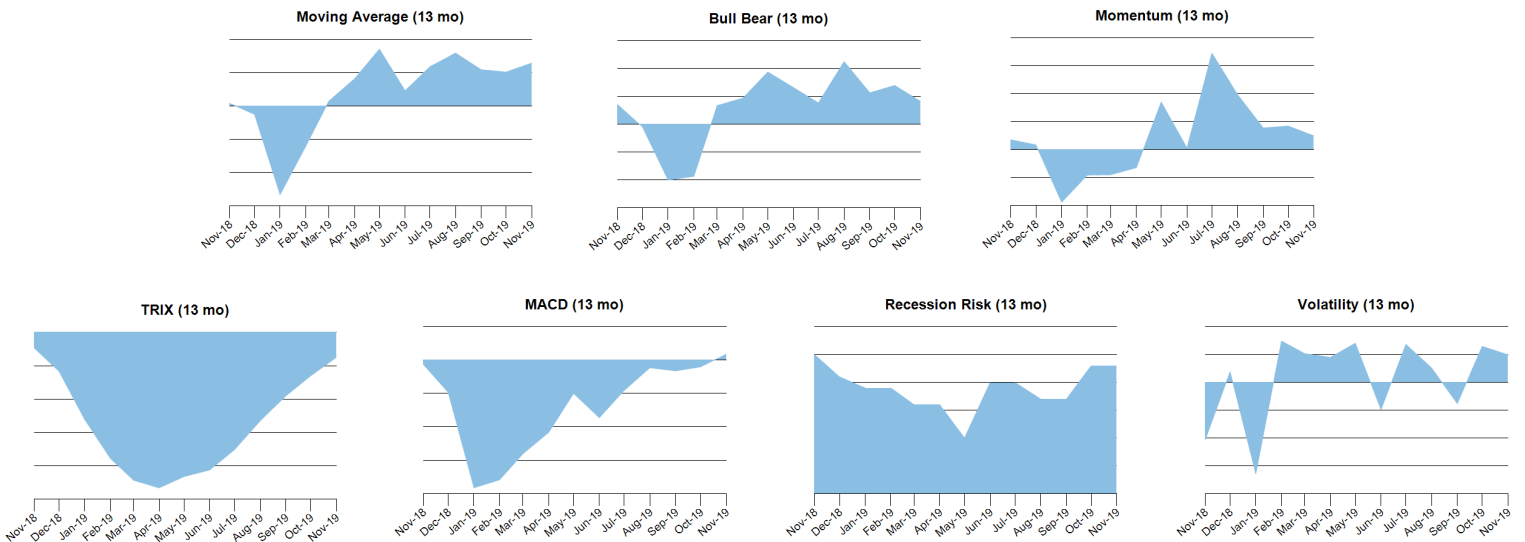 Moving Average (13 mo)
Nov-18 Dec-18 Jan-19 Feb-19 Mar-19 Apr-19 May-19 Jun-19 Jul-19 Aug-19 Sep-19 Oct-19 Nov-19
Bull Bear (13 mo)
Nov-18 Dec-18 Jan-19 Feb-19 Mar-19 Apr-19 May-19 Jun-19 Jul-19 Aug-19 Sep-19 Oct-19 Nov-19
Momentum (13 mo)
Nov-18 Dec-18 Jan-19 Feb-19 Mar-19 Apr-19 May-19 Jun-19 Jul-19 Aug-19 Sep-19 Oct-19 Nov-19
TRIX (13 mo)
Nov-18 Dec-18 Jan-19 Feb-19 Mar-19 Apr-19 May-19 Jun-19 Jul-19 Aug-19 Sep-19 Oct-19 Nov-19
MACD (13 mo)
Nov-18 Dec-18 Jan-19 Feb-19 Mar-19 Apr-19 May-19 Jun-19 Jul-19 Aug-19 Sep-19 Oct-19 Nov-19
Recession Risk (13 mo)
Nov-18 Dec-18 Jan-19 Feb-19 Mar-19 Apr-19 May-19 Jun-19 Jul-19 Aug-19 Sep-19 Oct-19 Nov-19
Volatility (13 mo)
Nov-18 Dec-18 Jan-19 Feb-19 Mar-19 Apr-19 May-19 Jun-19 Jul-19 Aug-19 Sep-19 Oct-19 Nov-19